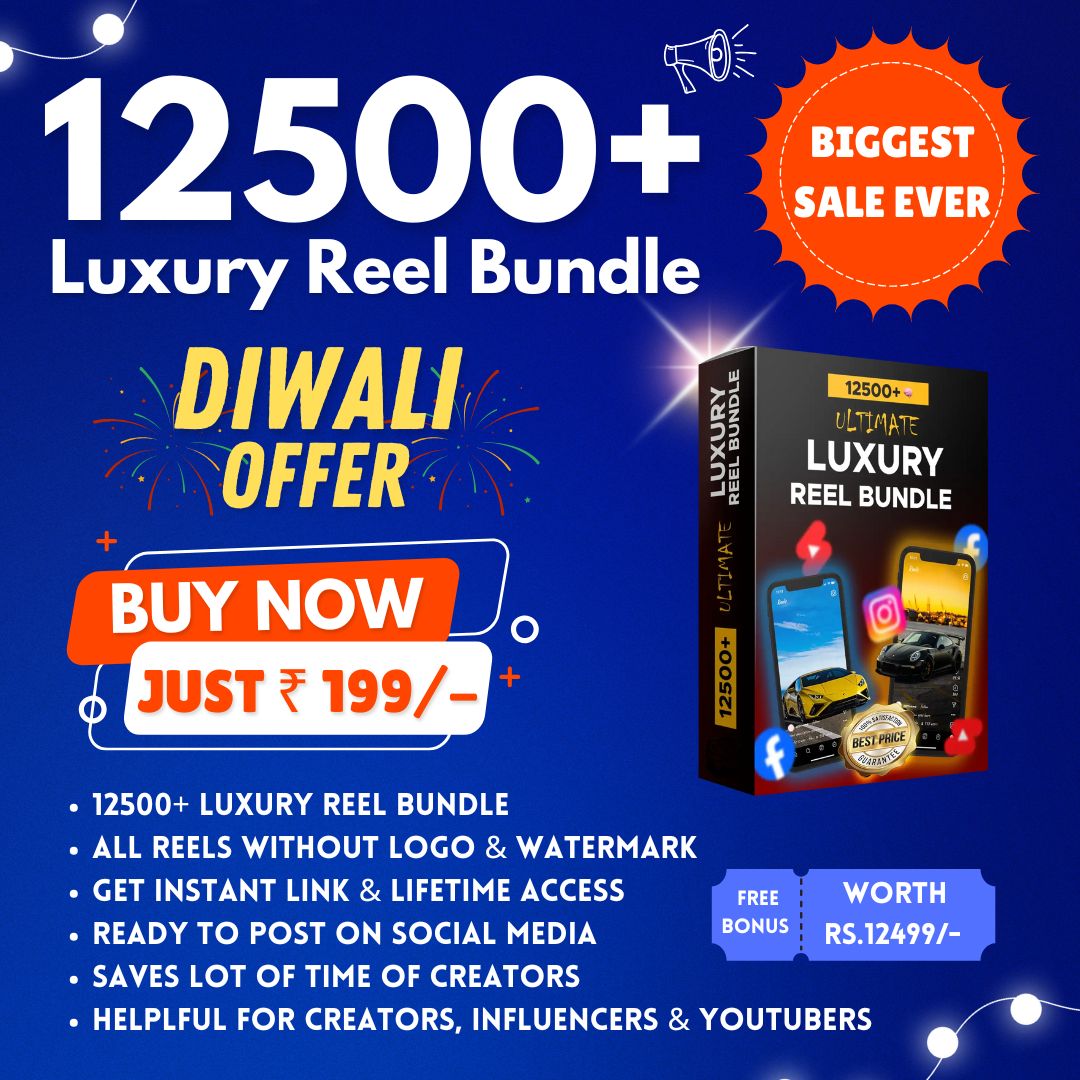 12500+
Luxury Reel Bundle
BIGGEST
SALE EVER
DIWALI
OFFER
BUY NOW
JUST ₹ 199/-
LUXURY
REEL BUNDLE
ULTIMATE
12500+
12500+
ULTIMATE
LUXURY
REEL BUNDLE
100% SATISFACTION
BEST PRICE
GUARANTEE
• 12500+ LUXURY REEL BUNDLE
• ALL REELS WITHOUT LOGO & WATERMARK
• GET INSTANT LINK & LIFETIME ACCESS
• READY TO POST ON SOCIAL MEDIA
• SAVES LOT OF TIME OF CREATORS
• HELPLFUL FOR CREATORS, INFLUENCERS & YOUTUBERS
FREE
BONUS
WORTH
RS.12499/-